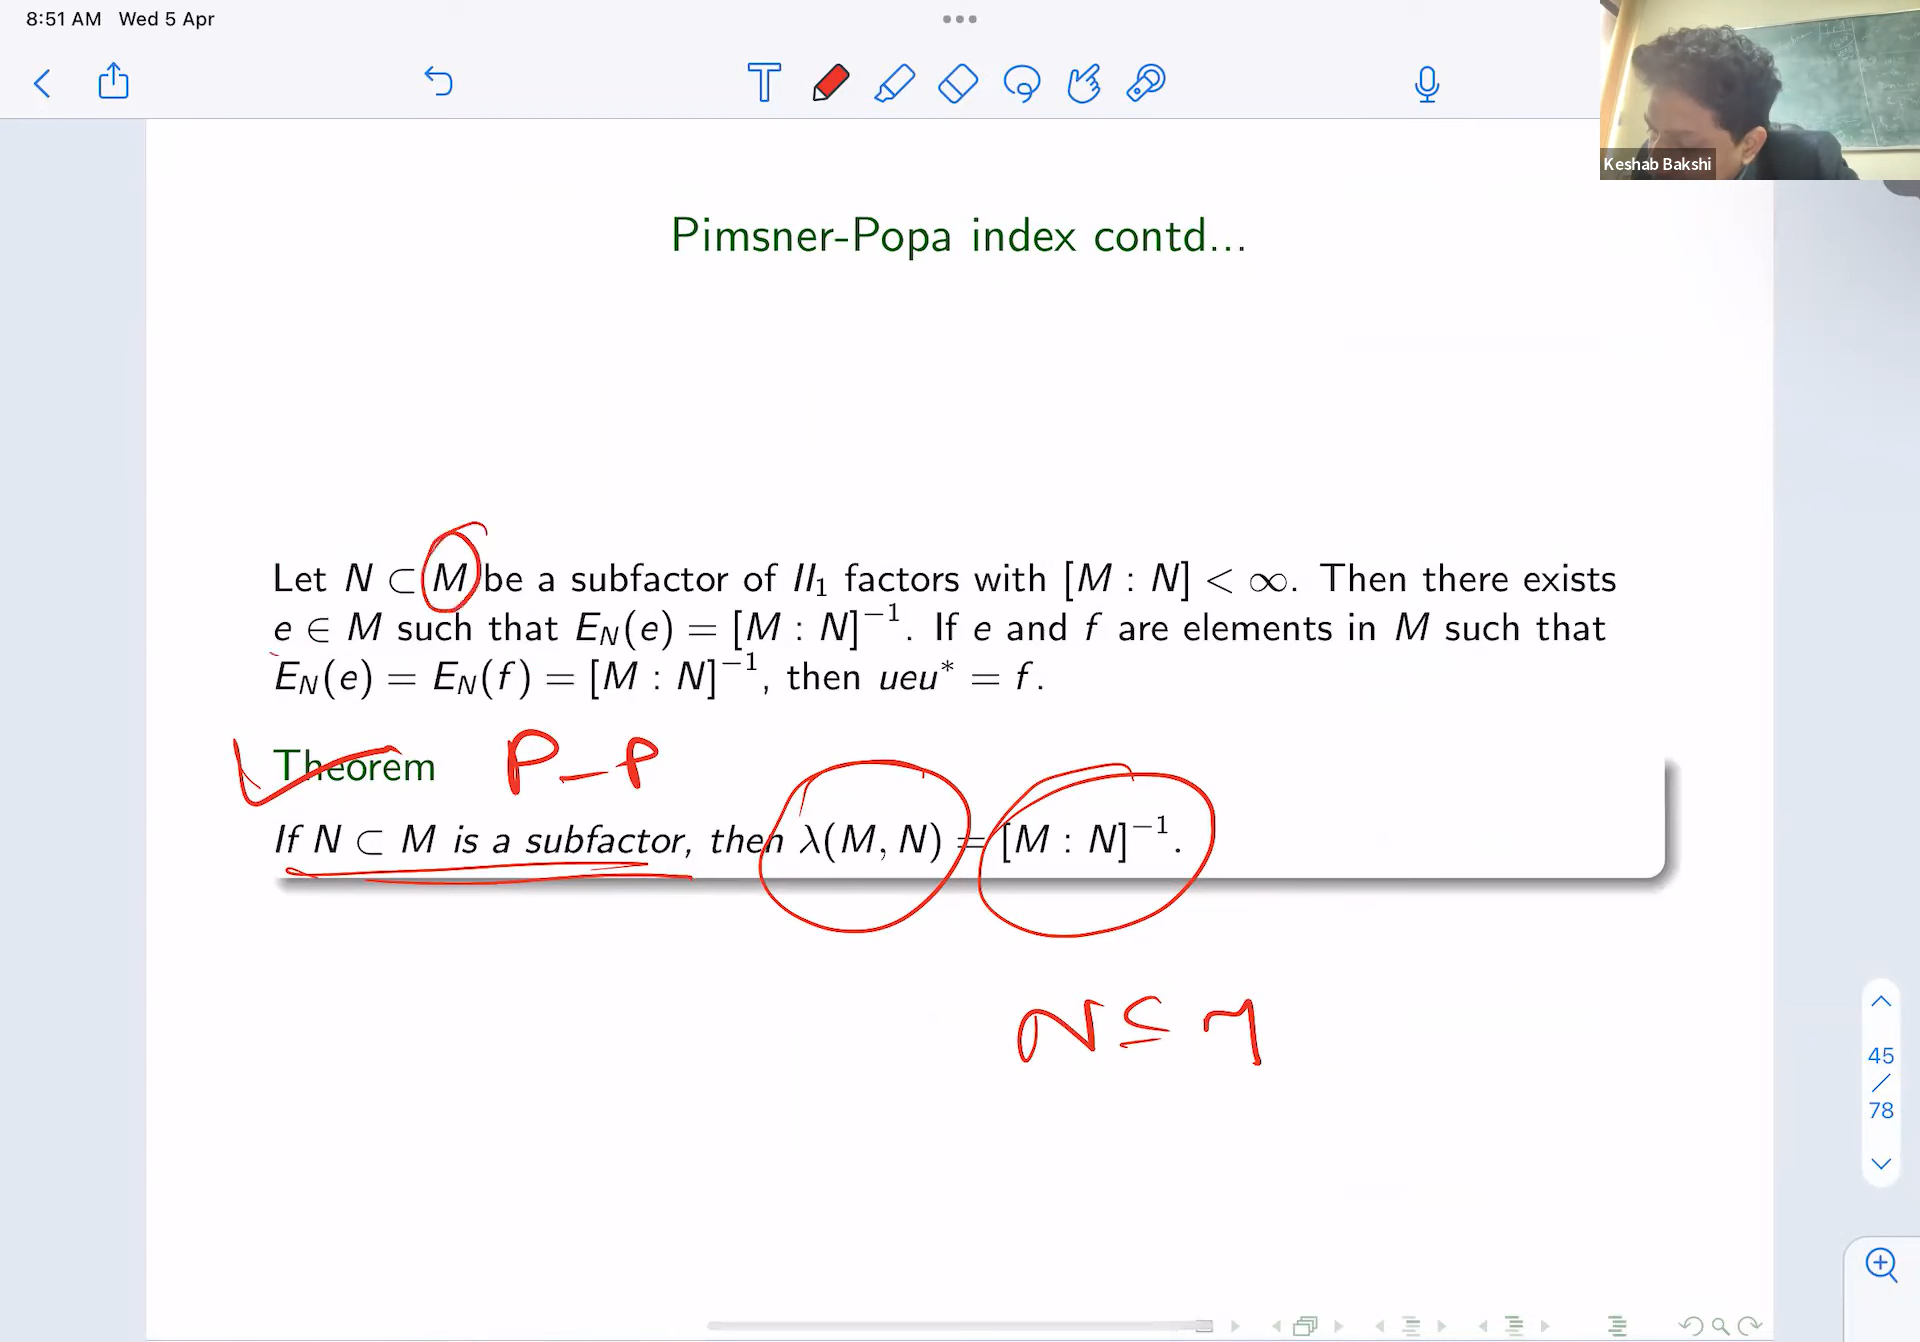 8:51 AM Wed 5 Apr
Keshab Bakshi
Pimsner-Popa index contd...
Let N ⊂ M be a subfactor of II₁ factors with [M : N] < ∞. Then there exists
e ∈ M such that E_N(e) = [M : N]⁻¹. If e and f are elements in M such that
E_N(e) = E_N(f) = [M : N]⁻¹, then ueu* = f.
Theorem P-P
If N ⊂ M is a subfactor, then λ(M, N) = [M : N]⁻¹.
N ⊆ M
45
/
78